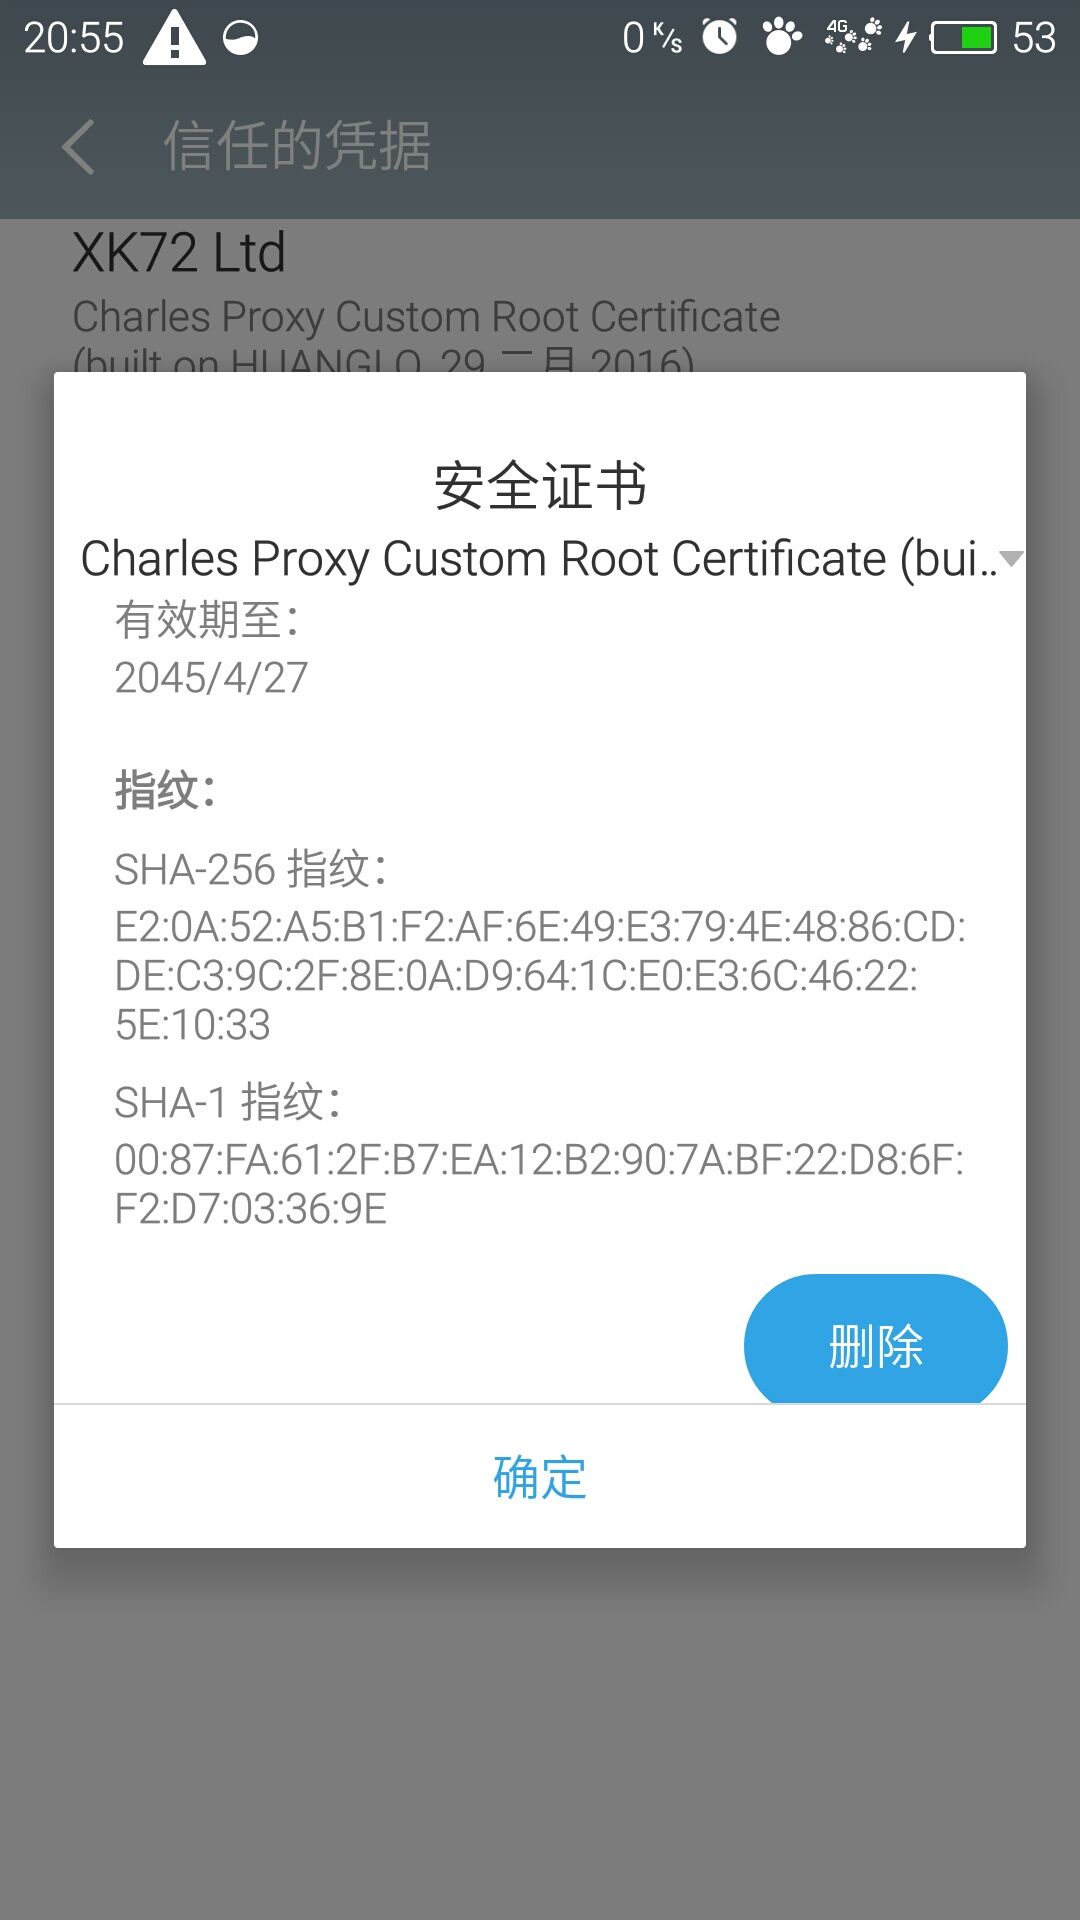 20:55
0 K/s
4G
53
信任的凭据
XK72 Ltd
Charles Proxy Custom Root Certificate
(built on HUANGLO, 29 二月 2016)
安全证书
Charles Proxy Custom Root Certificate (bui..
有效期至：
2045/4/27
指纹：
SHA-256 指纹：
E2:0A:52:A5:B1:F2:AF:6E:49:E3:79:4E:48:86:CD:
DE:C3:9C:2F:8E:0A:D9:64:1C:E0:E3:6C:46:22:
5E:10:33
SHA-1 指纹：
00:87:FA:61:2F:B7:EA:12:B2:90:7A:BF:22:D8:6F:
F2:D7:03:36:9E
删除
确定